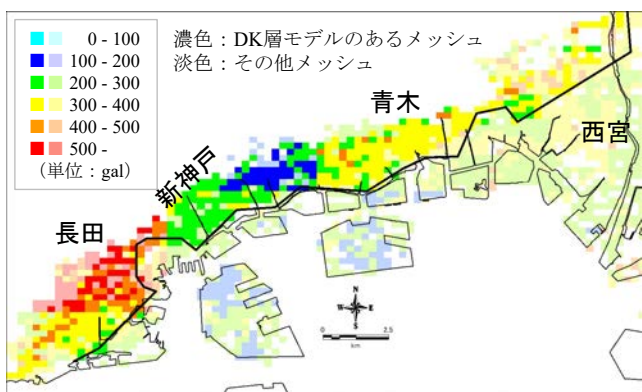 0 - 100
100 - 200
200 - 300
300 - 400
400 - 500
500 -
（単位：gal）
濃色：DK層モデルのあるメッシュ
淡色：その他メッシュ
青木
西宮
新神戸
長田
N
W E
S
0 2.5
km